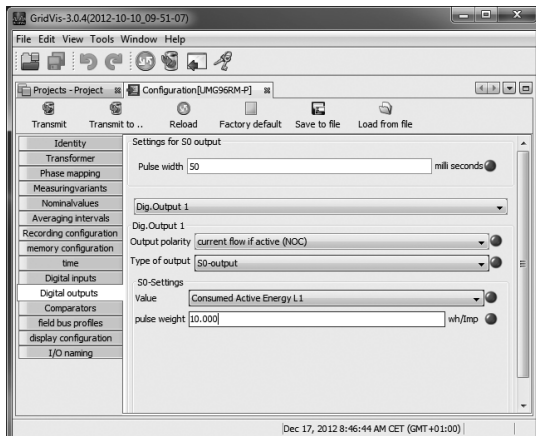 GridVis-3.0.4(2012-10-10_09-51-07)
File Edit View Tools Window Help
Projects - Project
Configuration[UMG96RM-P]
Transmit
Transmit to ..
Reload
Factory default
Save to file
Load from file
Identity
Transformer
Phase mapping
Measuringvariants
Nominalvalues
Averaging intervals
Recording configuration
memory configuration
time
Digital inputs
Digital outputs
Comparators
field bus profiles
display configuration
I/O naming
Settings for S0 output
Pulse width 50 milli seconds
Dig.Output 1
Dig.Output 1
Output polarity current flow if active (NOC)
Type of output S0-output
S0-Settings
Value Consumed Active Energy L1
pulse weight 10.000 wh/Imp
Dec 17, 2012 8:46:44 AM CET (GMT+01:00)